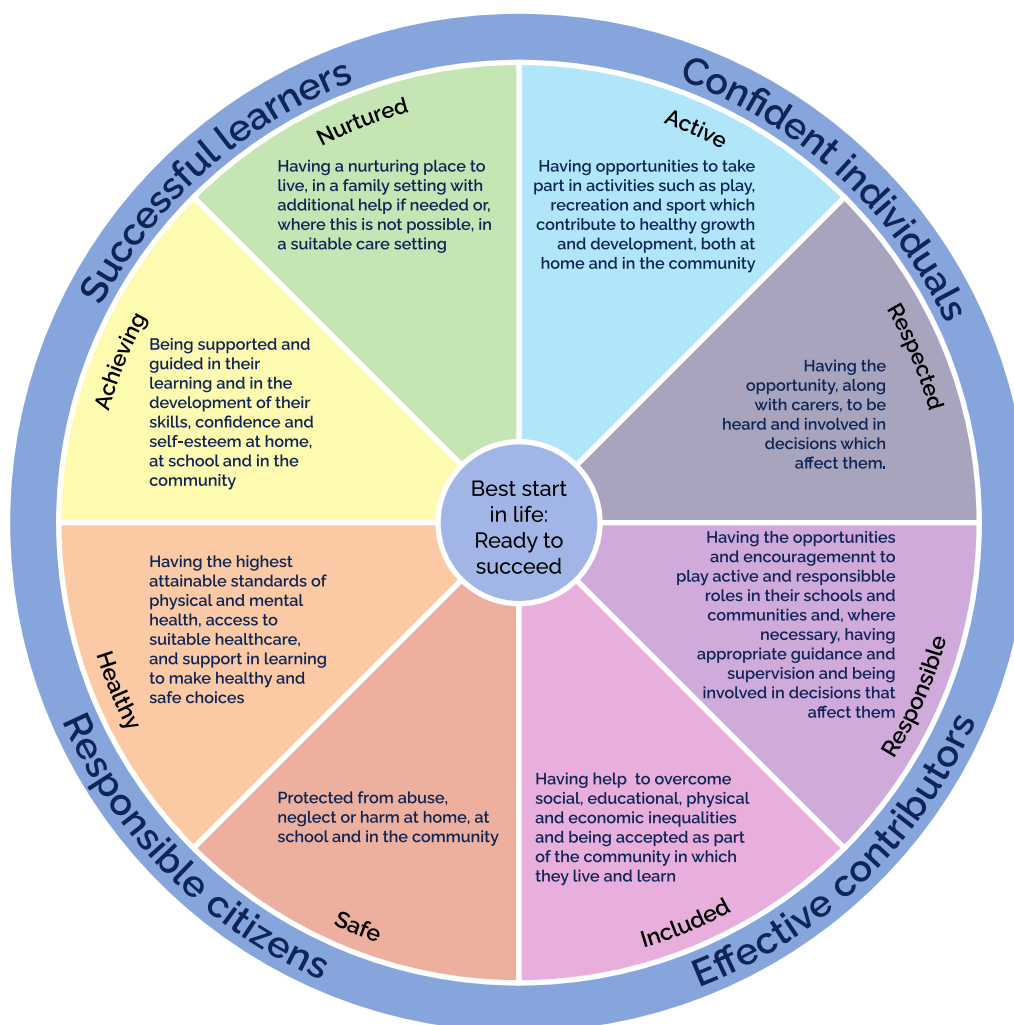 Successful learners
Confident individuals
Nurtured
Having a nurturing place to
live, in a family setting with
additional help if needed or,
where this is not possible, in
a suitable care setting
Active
Having opportunities to take
part in activities such as play,
recreation and sport which
contribute to healthy growth
and development, both at
home and in the community
Achieving
Being supported and
guided in their
learning and in the
development of their
skills, confidence and
self-esteem at home,
at school and in the
community
Respected
Having the
opportunity, along
with carers, to be
heard and involved in
decisions which
affect them.
Best start
in life:
Ready to
succeed
Healthy
Having the highest
attainable standards of
physical and mental
health, access to
suitable healthcare,
and support in learning
to make healthy and
safe choices
Responsible
Having the opportunities
and encouragemennt to
play active and responsibble
roles in their schools and
communities and, where
necessary, having
appropriate guidance and
supervision and being
involved in decisions that
affect them
Protected from abuse,
neglect or harm at home, at
school and in the community
Safe
Having help  to overcome
social, educational, physical
and economic inequalities
and being accepted as part
of the community in which
they live and learn
Included
Responsible citizens
Effective contributors